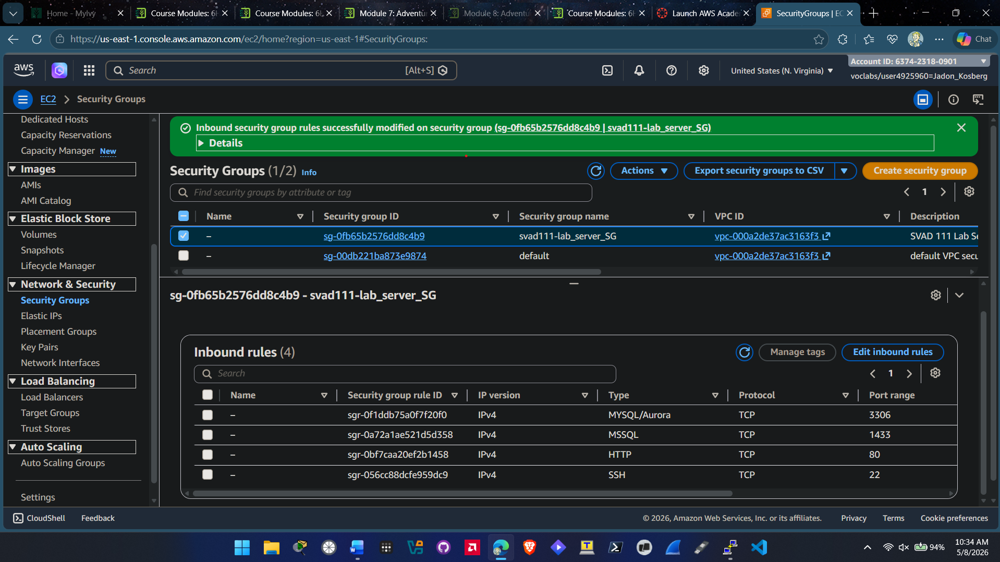 Home - Mylvy
Course Modules: 6
Course Modules: 6
Module 7: Adventu
Module 8: Adventu
Course Modules: 6
Launch AWS Acade
SecurityGroups | EC
https://us-east-1.console.aws.amazon.com/ec2/home?region=us-east-1#SecurityGroups:
Chat
aws
Search
[Alt+S]
United States (N. Virginia)
Account ID: 6374-2318-0901
voclabs/user4925960=Jadon_Kosberg
EC2
Security Groups
Dedicated Hosts
Capacity Reservations
Capacity Manager New
Images
AMIs
AMI Catalog
Elastic Block Store
Volumes
Snapshots
Lifecycle Manager
Network & Security
Security Groups
Elastic IPs
Placement Groups
Key Pairs
Network Interfaces
Load Balancing
Load Balancers
Target Groups
Trust Stores
Auto Scaling
Auto Scaling Groups
Settings
Inbound security group rules successfully modified on security group (sg-0fb65b2576dd8c4b9 | svad111-lab_server_SG)
Details
Security Groups (1/2) Info
Actions
Export security groups to CSV
Create security group
Find security groups by attribute or tag
1
Name Security group ID Security group name VPC ID Description
– sg-0fb65b2576dd8c4b9 svad111-lab_server_SG vpc-000a2de37ac3163f3 SVAD 111 Lab Se
– sg-00db221ba873e9874 default vpc-000a2de37ac3163f3 default VPC secu
sg-0fb65b2576dd8c4b9 - svad111-lab_server_SG
Inbound rules (4)
Manage tags
Edit inbound rules
Search
1
Name Security group rule ID IP version Type Protocol Port range
– sgr-0f1ddb75a0f7f20f0 IPv4 MYSQL/Aurora TCP 3306
– sgr-0a72a1ae521d5d358 IPv4 MSSQL TCP 1433
– sgr-0bf7caa20ef2b1458 IPv4 HTTP TCP 80
– sgr-056cc88dcfe959dc9 IPv4 SSH TCP 22
CloudShell
Feedback
© 2026, Amazon Web Services, Inc. or its affiliates.
Privacy
Terms
Cookie preferences
94%
10:34 AM
5/8/2026